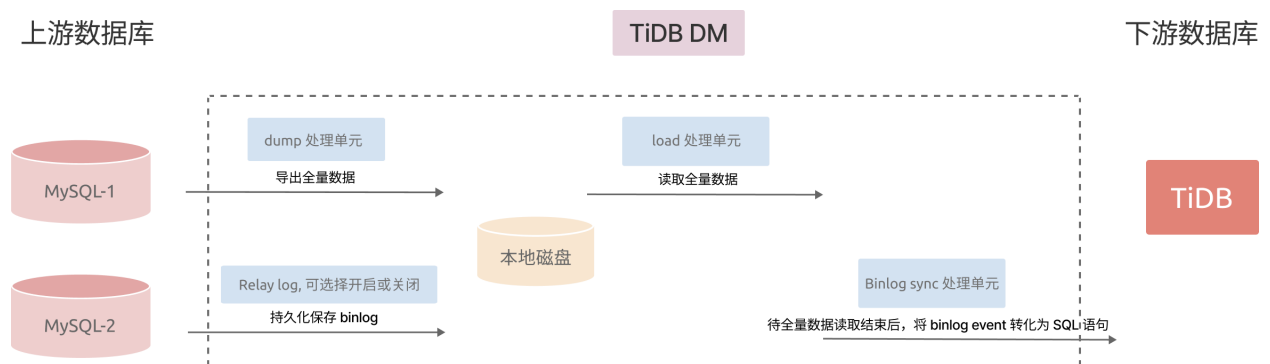 上游数据库
TiDB DM
下游数据库
dump 处理单元
load 处理单元
导出全量数据
读取全量数据
MySQL-1
TiDB
本地磁盘
Relay log, 可选择开启或关闭
Binlog sync 处理单元
持久化保存 binlog
MySQL-2
待全量数据读取结束后，将 binlog event 转化为 SQL 语句